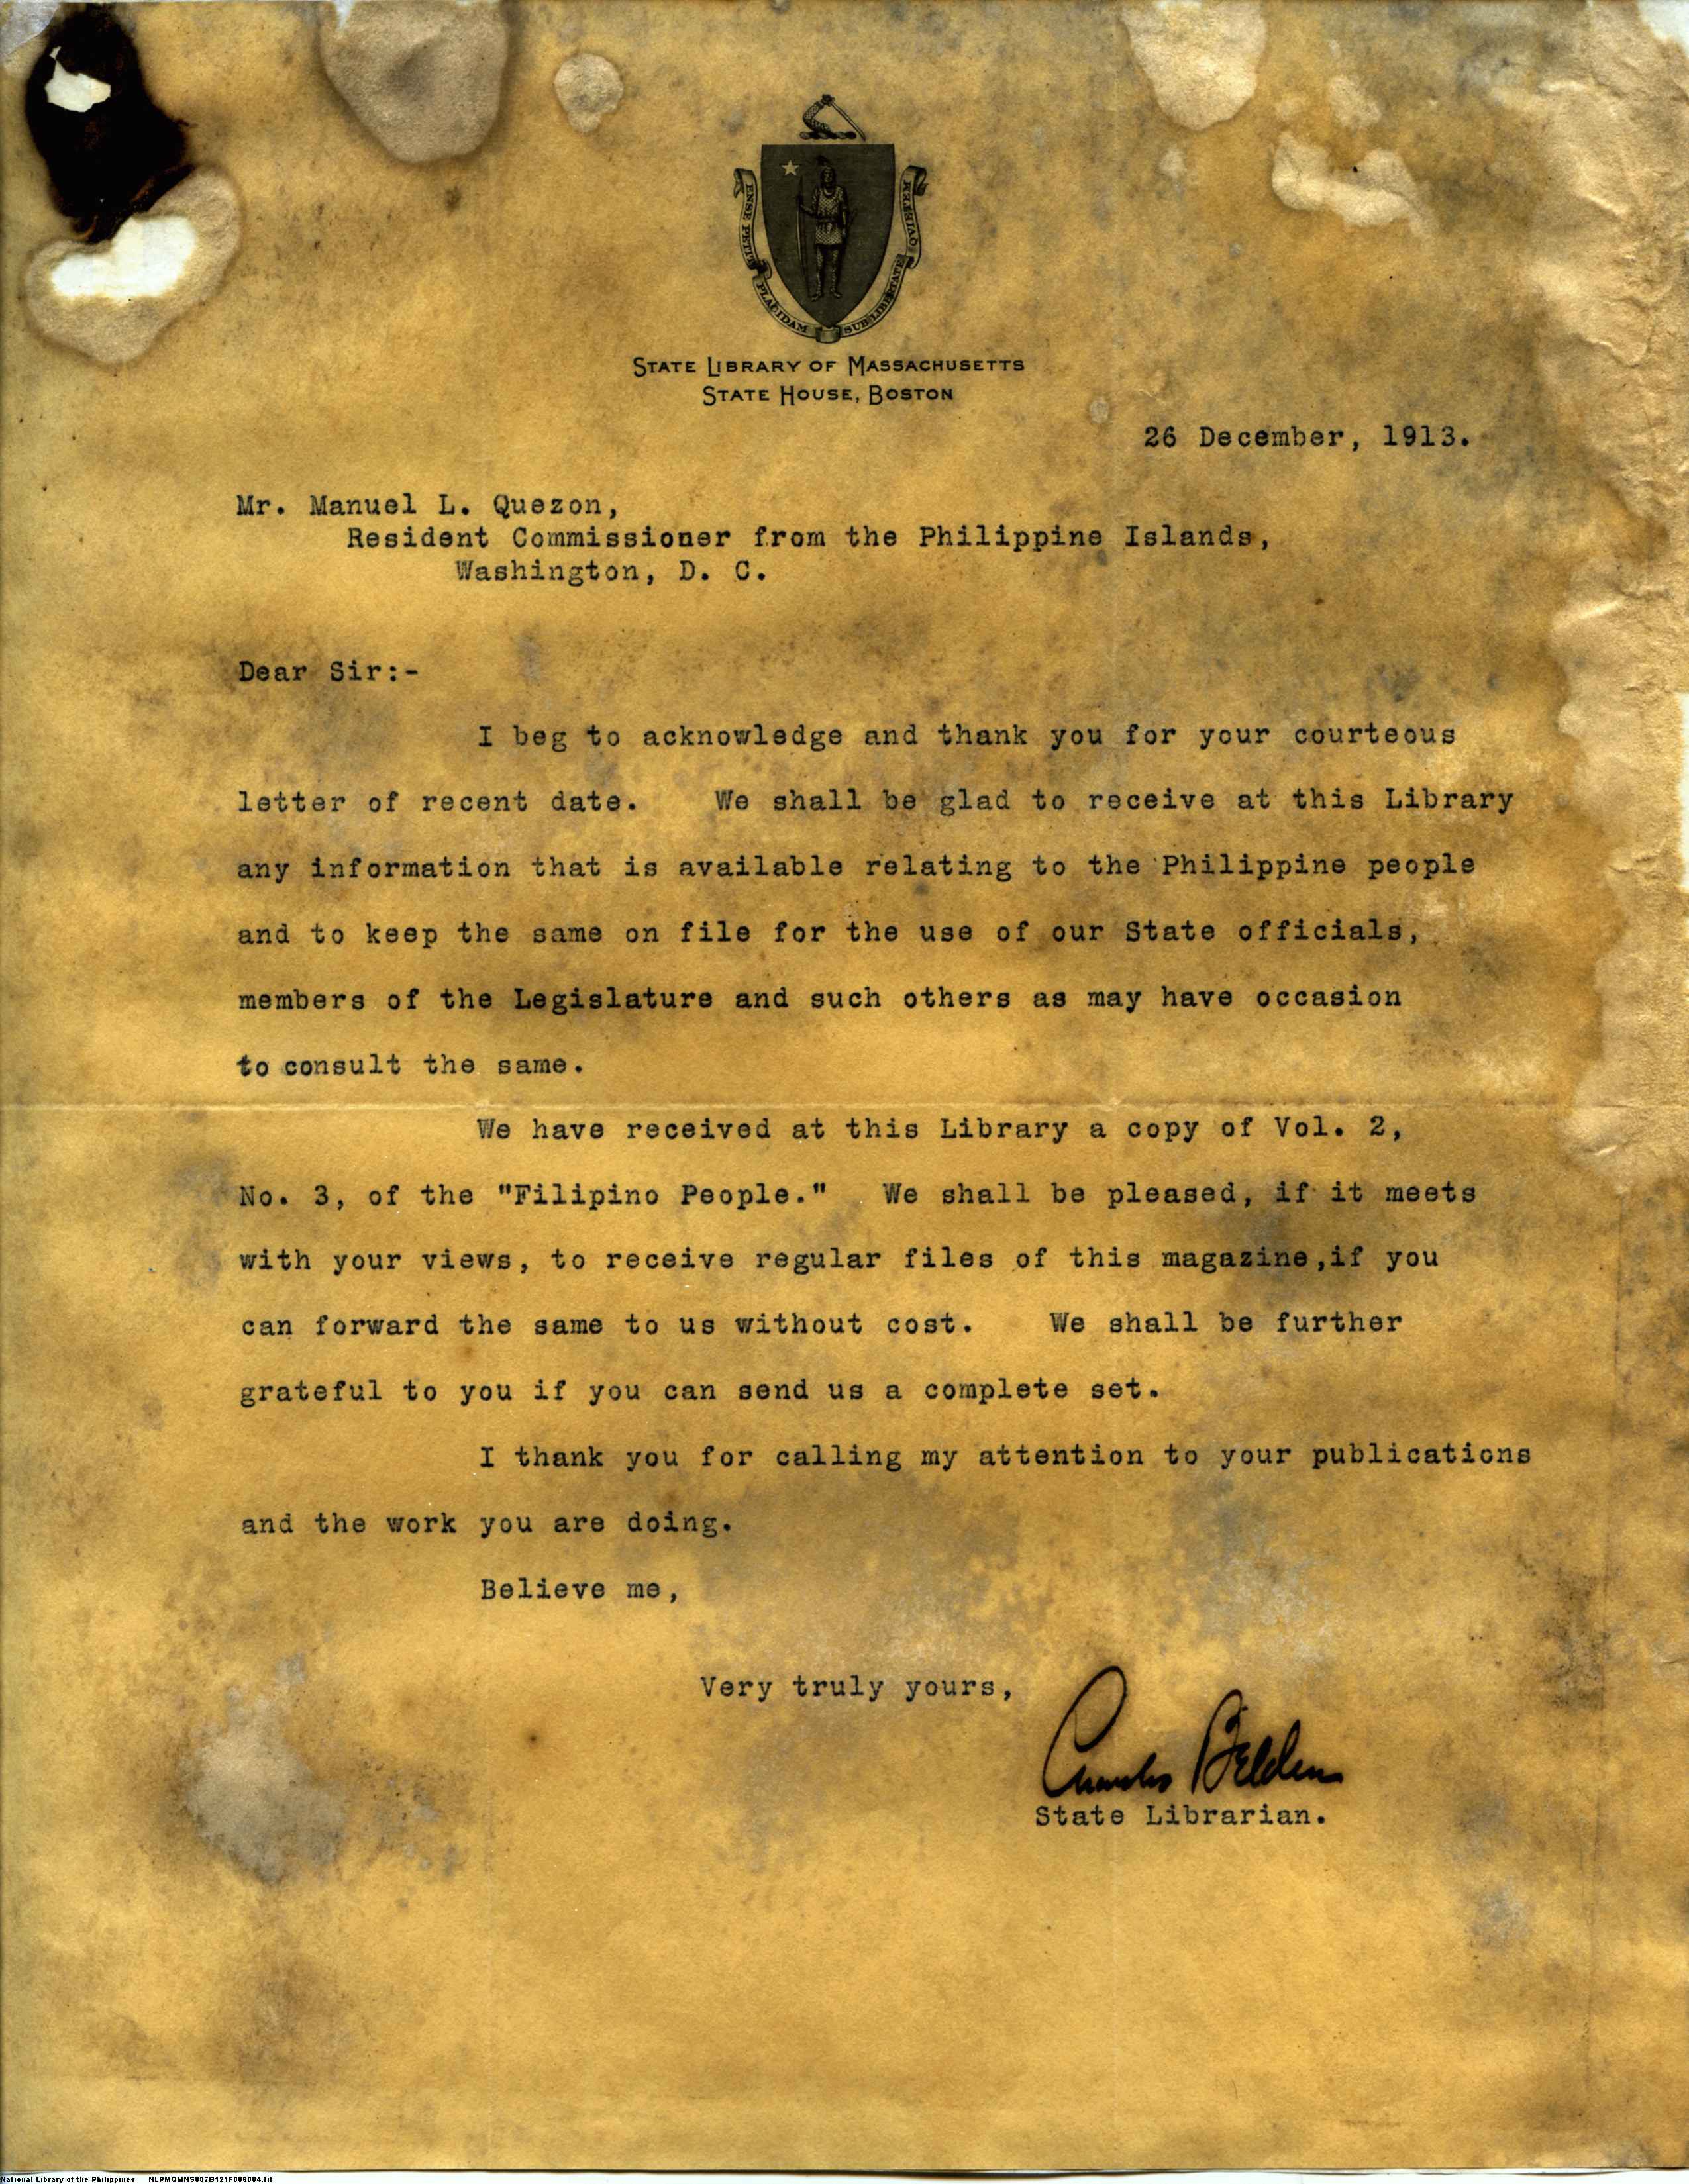 ENSE PETIT PLACIDAM SUB LIBERTATE QVIETEM
STATE LIBRARY OF MASSACHUSETTS
STATE HOUSE, BOSTON
26 December, 1913.
Mr. Manuel L. Quezon,
Resident Commissioner from the Philippine Islands,
Washington, D. C.
Dear Sir:-
I beg to acknowledge and thank you for your courteous
letter of recent date. We shall be glad to receive at this Library
any information that is available relating to the Philippine people
and to keep the same on file for the use of our State officials,
members of the Legislature and such others as may have occasion
to consult the same.
We have received at this Library a copy of Vol. 2,
No. 3, of the "Filipino People." We shall be pleased, if it meets
with your views, to receive regular files of this magazine,if you
can forward the same to us without cost. We shall be further
grateful to you if you can send us a complete set.
I thank you for calling my attention to your publications
and the work you are doing.
Believe me,
Very truly yours,
Charles Belden
State Librarian.
National Library of the Philippines NLPMQMNS007B121F008004.tif